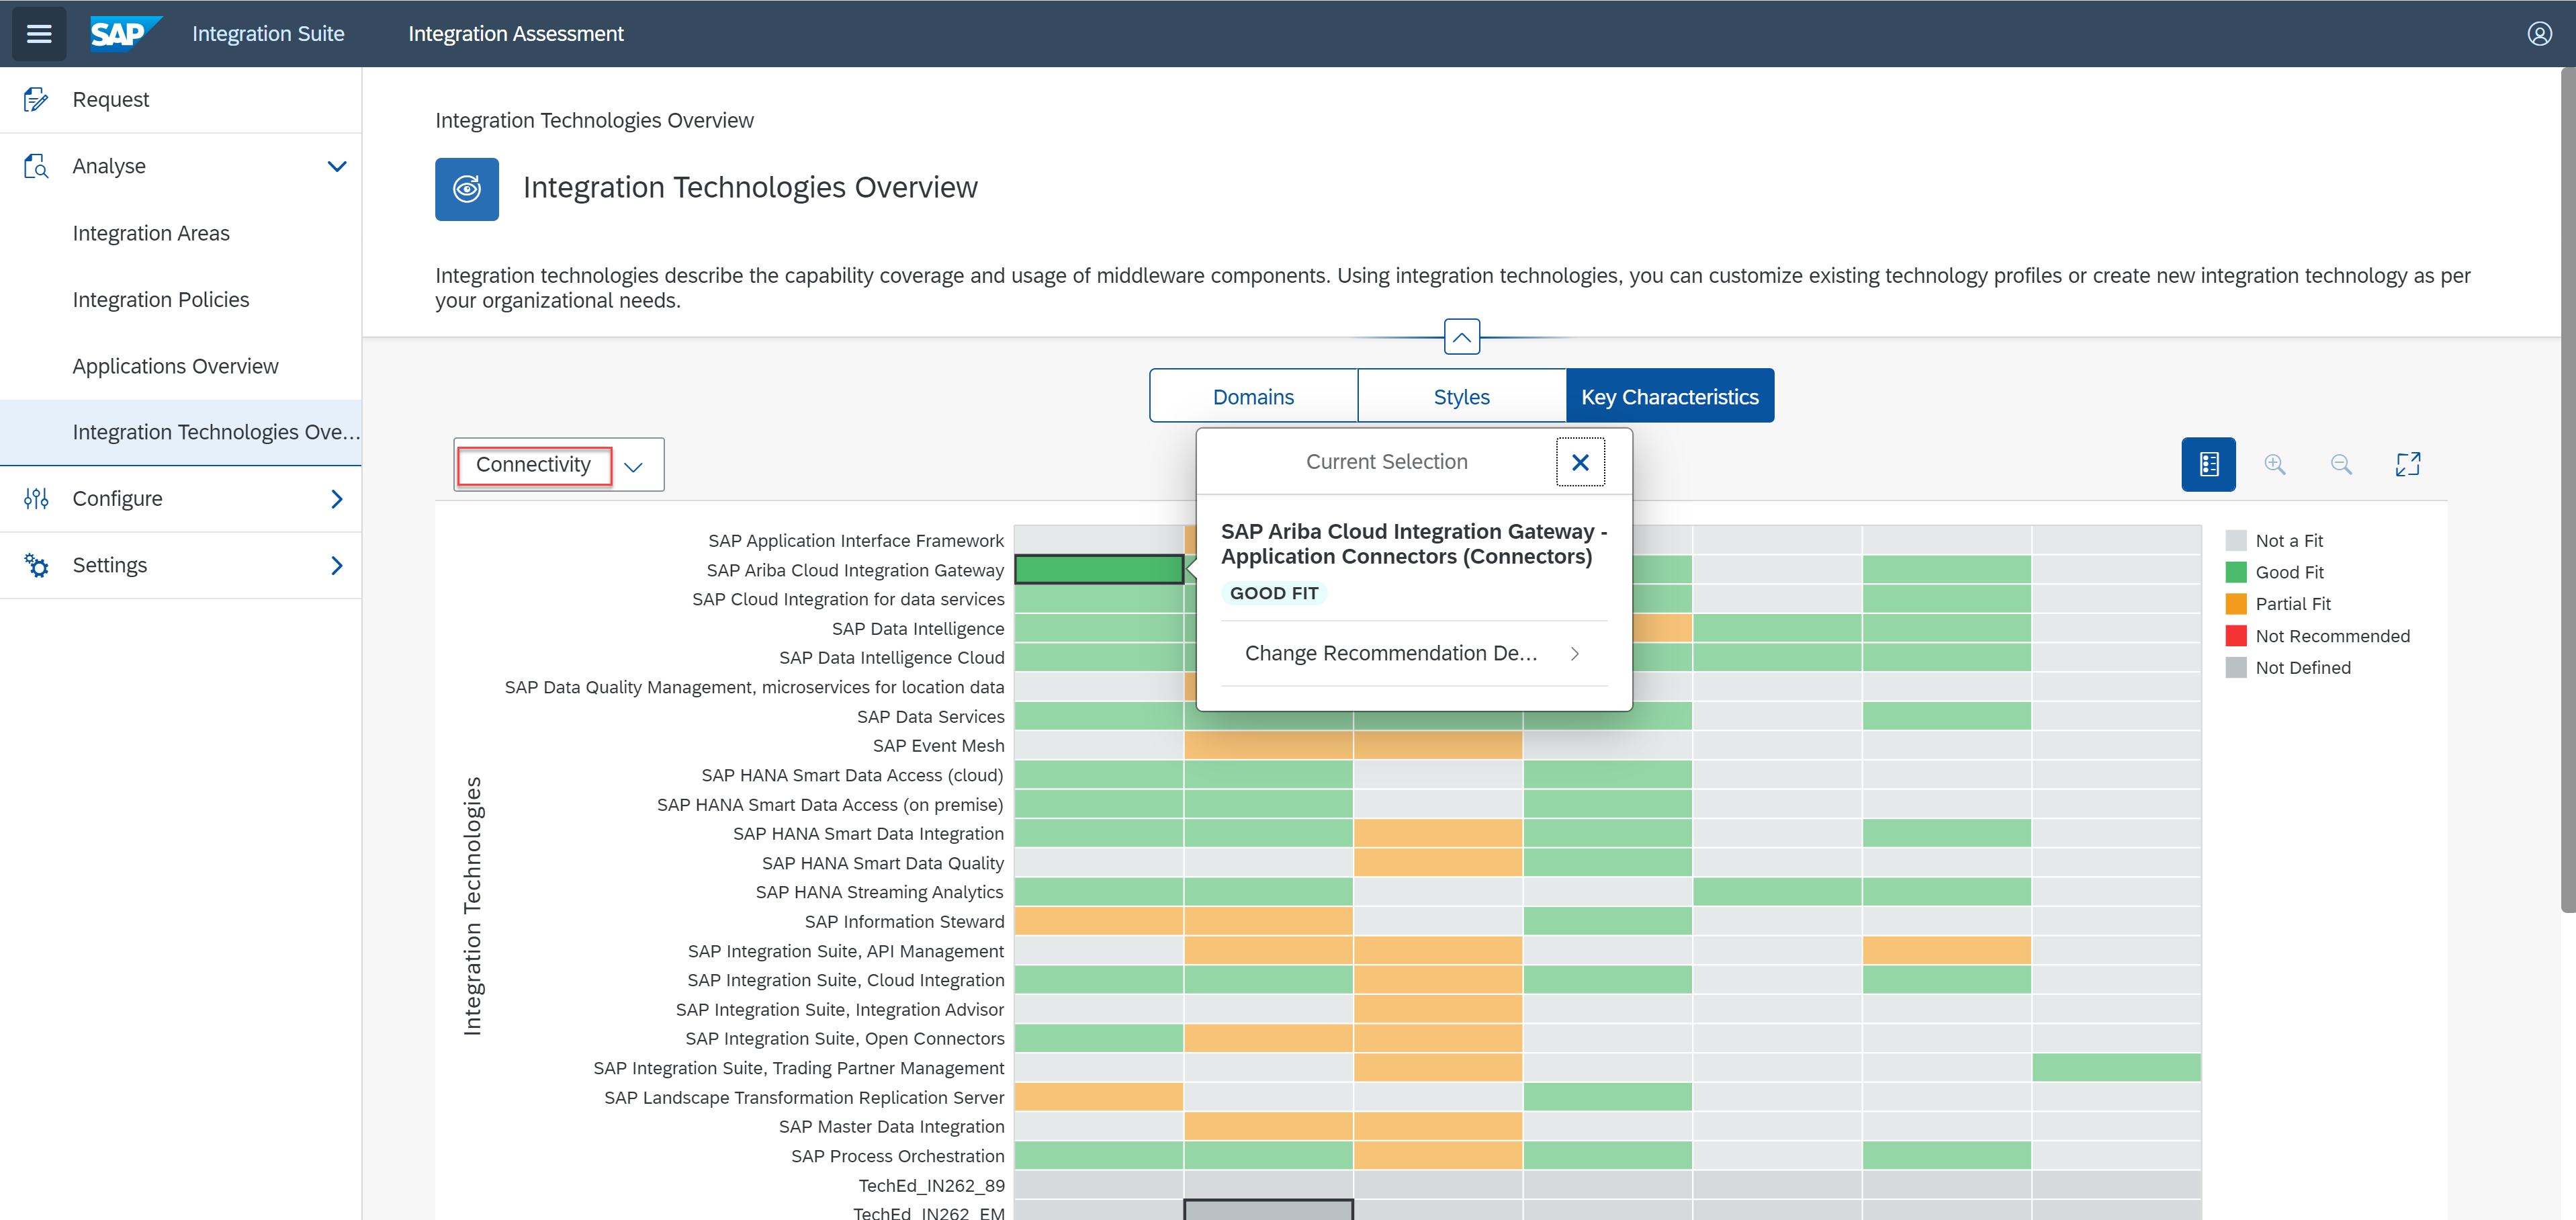 SAP Integration Suite Integration Assessment
Request
Analyse
Integration Areas
Integration Policies
Applications Overview
Integration Technologies Ove...
Configure
Settings
Integration Technologies Overview
Integration Technologies Overview
Integration technologies describe the capability coverage and usage of middleware components. Using integration technologies, you can customize existing technology profiles or create new integration technology as per
your organizational needs.
Domains Styles Key Characteristics
Connectivity
Current Selection
SAP Ariba Cloud Integration Gateway -
Application Connectors (Connectors)
GOOD FIT
Change Recommendation De...
Integration Technologies
SAP Application Interface Framework
SAP Ariba Cloud Integration Gateway
SAP Cloud Integration for data services
SAP Data Intelligence
SAP Data Intelligence Cloud
SAP Data Quality Management, microservices for location data
SAP Data Services
SAP Event Mesh
SAP HANA Smart Data Access (cloud)
SAP HANA Smart Data Access (on premise)
SAP HANA Smart Data Integration
SAP HANA Smart Data Quality
SAP HANA Streaming Analytics
SAP Information Steward
SAP Integration Suite, API Management
SAP Integration Suite, Cloud Integration
SAP Integration Suite, Integration Advisor
SAP Integration Suite, Open Connectors
SAP Integration Suite, Trading Partner Management
SAP Landscape Transformation Replication Server
SAP Master Data Integration
SAP Process Orchestration
TechEd_IN262_89
TechEd_IN262_EM
Not a Fit
Good Fit
Partial Fit
Not Recommended
Not Defined